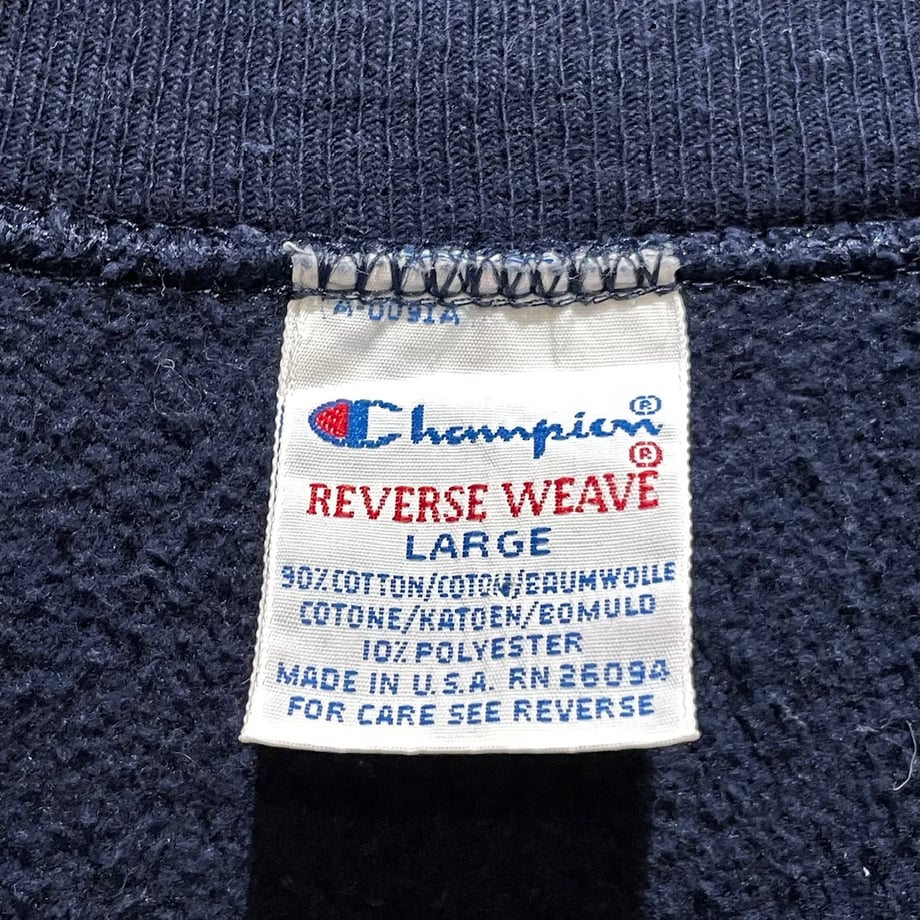 A-0091A
Champion®
REVERSE WEAVE®
LARGE
90% COTTON/COTON/BAUMWOLLE
COTONE/KATOEN/BOMULD
10% POLYESTER
MADE IN U.S.A. RN 26094
FOR CARE SEE REVERSE